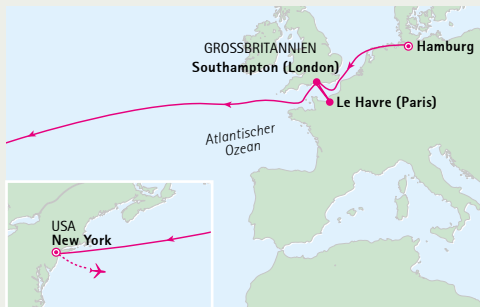 GROSSBRITANNIEN
Hamburg
Southampton (London)
Le Havre (Paris)
Atlantischer
Ozean
USA
New York